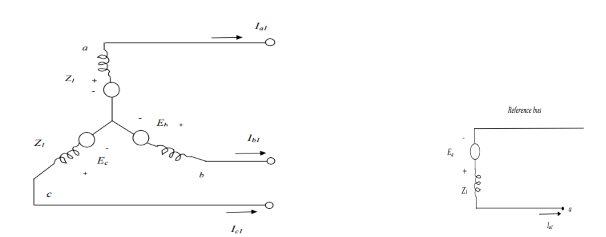 I_a1
a
Z_1
+
-
-
E_b
+
Z_1
-
E_c
+
I_b1
b
c
I_c1
Reference bus
-
E_a
+
Z_1
a
I_a1